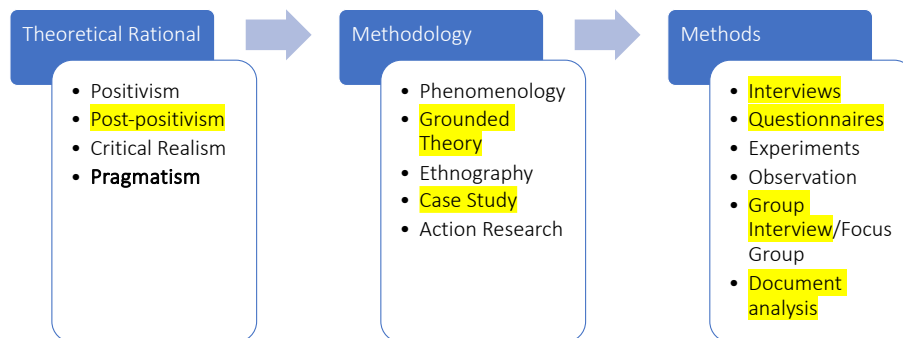 Theoretical Rational
• Positivism
• Post-positivism
• Critical Realism
• Pragmatism
Methodology
• Phenomenology
• Grounded
Theory
• Ethnography
• Case Study
• Action Research
Methods
• Interviews
• Questionnaires
• Experiments
• Observation
• Group
Interview/Focus
Group
• Document
analysis